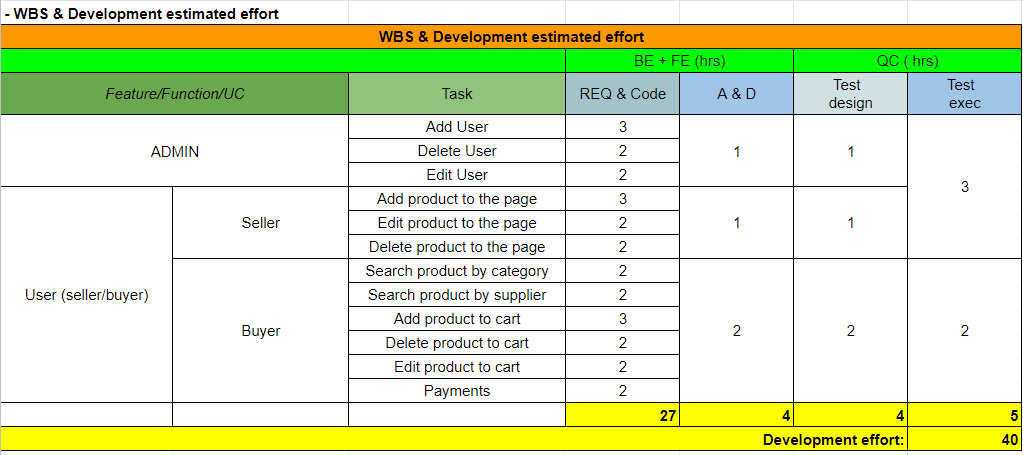 - WBS & Development estimated effort
WBS & Development estimated effort
BE + FE (hrs) QC ( hrs)
Feature/Function/UC Task REQ & Code A & D Test design Test exec
ADMIN Add User 3 1 1 3
Delete User 2
Edit User 2
User (seller/buyer) Seller Add product to the page 3 1 1
Edit product to the page 2
Delete product to the page 2
Buyer Search product by category 2 2 2 2
Search product by supplier 2
Add product to cart 3
Delete product to cart 2
Edit product to cart 2
Payments 2
27 4 4 5
Development effort: 40